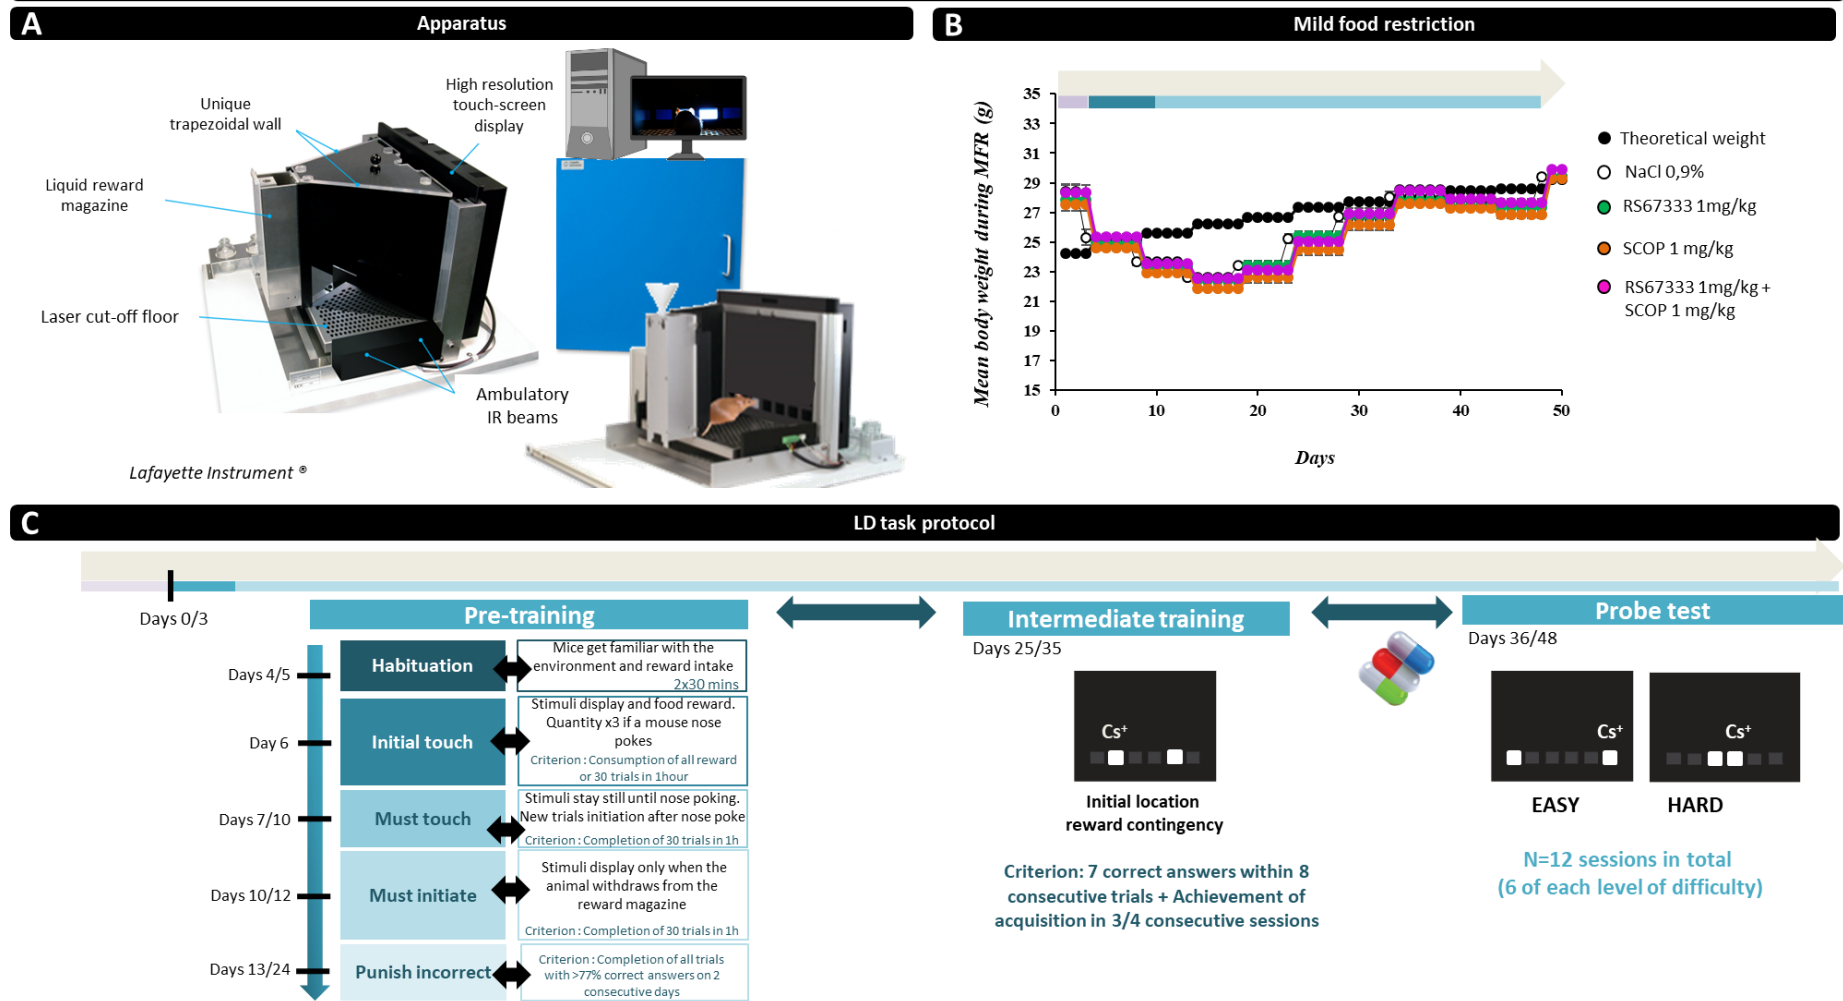 A
Apparatus
Unique
trapezoidal wall
High resolution
touch-screen
display
Liquid reward
magazine
Laser cut-off floor
Ambulatory
IR beams
Lafayette Instrument ®
B
Mild food restriction
Mean body weight during MFR (g)
35
33
31
29
27
25
23
21
19
17
15
0
10
20
30
40
50
Days
Theoretical weight
NaCl 0,9%
RS67333 1mg/kg
SCOP 1 mg/kg
RS67333 1mg/kg +
SCOP 1 mg/kg
C
LD task protocol
Days 0/3
Pre-training
Days 4/5
Habituation
Mice get familiar with the
environment and reward intake
2x30 mins
Day 6
Initial touch
Stimuli display and food reward.
Quantity x3 if a mouse nose
pokes
Criterion : Consumption of all reward
or 30 trials in 1hour
Days 7/10
Must touch
Stimuli stay still until nose poking.
New trials initiation after nose poke
Criterion : Completion of 30 trials in 1h
Days 10/12
Must initiate
Stimuli display only when the
animal withdraws from the
reward magazine
Criterion : Completion of 30 trials in 1h
Days 13/24
Punish incorrect
Criterion : Completion of all trials
with >77% correct answers on 2
consecutive days
Intermediate training
Days 25/35
Cs⁺
Initial location
reward contingency
Criterion: 7 correct answers within 8
consecutive trials + Achievement of
acquisition in 3/4 consecutive sessions
Probe test
Days 36/48
Cs⁺
Cs⁺
EASY
HARD
N=12 sessions in total
(6 of each level of difficulty)